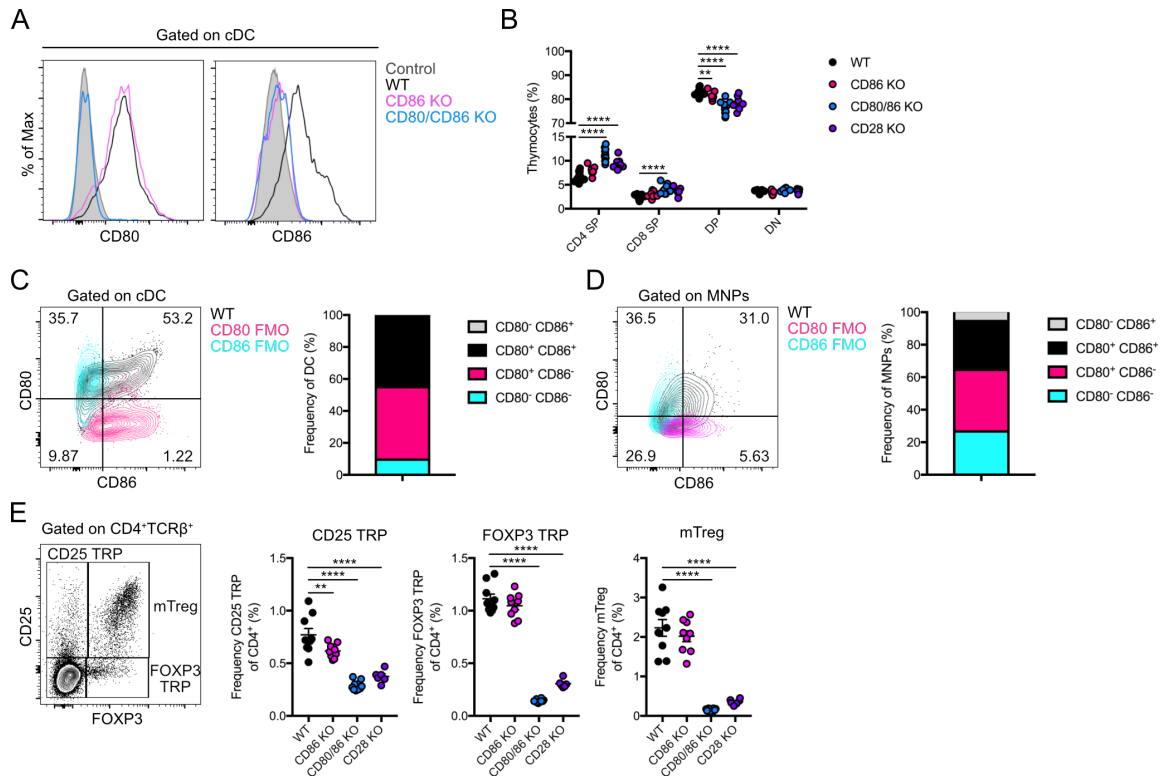 A
Gated on cDC
Control
WT
CD86 KO
CD80/CD86 KO
% of Max
CD80
CD86
B
****
****
**
****
****
****
Thymocytes (%)
100
90
80
70
15
10
5
0
CD4 SP
CD8 SP
DP
DN
WT
CD86 KO
CD80/86 KO
CD28 KO
C
Gated on cDC
35.7
53.2
9.87
1.22
CD80
CD86
WT
CD80 FMO
CD86 FMO
Frequency of DC (%)
100
80
60
40
20
0
CD80⁻ CD86⁺
CD80⁺ CD86⁺
CD80⁺ CD86⁻
CD80⁻ CD86⁻
D
Gated on MNPs
36.5
31.0
26.9
5.63
CD80
CD86
WT
CD80 FMO
CD86 FMO
Frequency of MNPs (%)
100
80
60
40
20
0
CD80⁻ CD86⁺
CD80⁺ CD86⁺
CD80⁺ CD86⁻
CD80⁻ CD86⁻
E
Gated on CD4⁺TCRβ⁺
CD25 TRP
mTreg
FOXP3
TRP
CD25
FOXP3
CD25 TRP
****
****
**
Frequency CD25 TRP
of CD4⁺ (%)
1.5
1.0
0.5
0.0
WT
CD86 KO
CD80/86 KO
CD28 KO
FOXP3 TRP
****
****
Frequency FOXP3 TRP
of CD4⁺ (%)
1.5
1.0
0.5
0.0
WT
CD86 KO
CD80/86 KO
CD28 KO
mTreg
****
****
Frequency mTreg
of CD4⁺ (%)
4
3
2
1
0
WT
CD86 KO
CD80/86 KO
CD28 KO